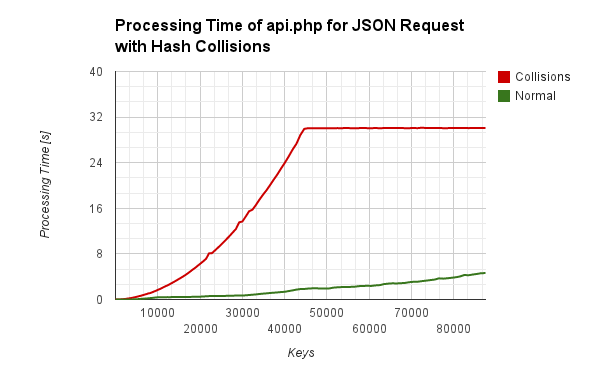 Processing Time of api.php for JSON Request
with Hash Collisions
Processing Time [s]
40
32
24
16
8
0
10000
20000
30000
40000
50000
60000
70000
80000
Keys
Collisions
Normal